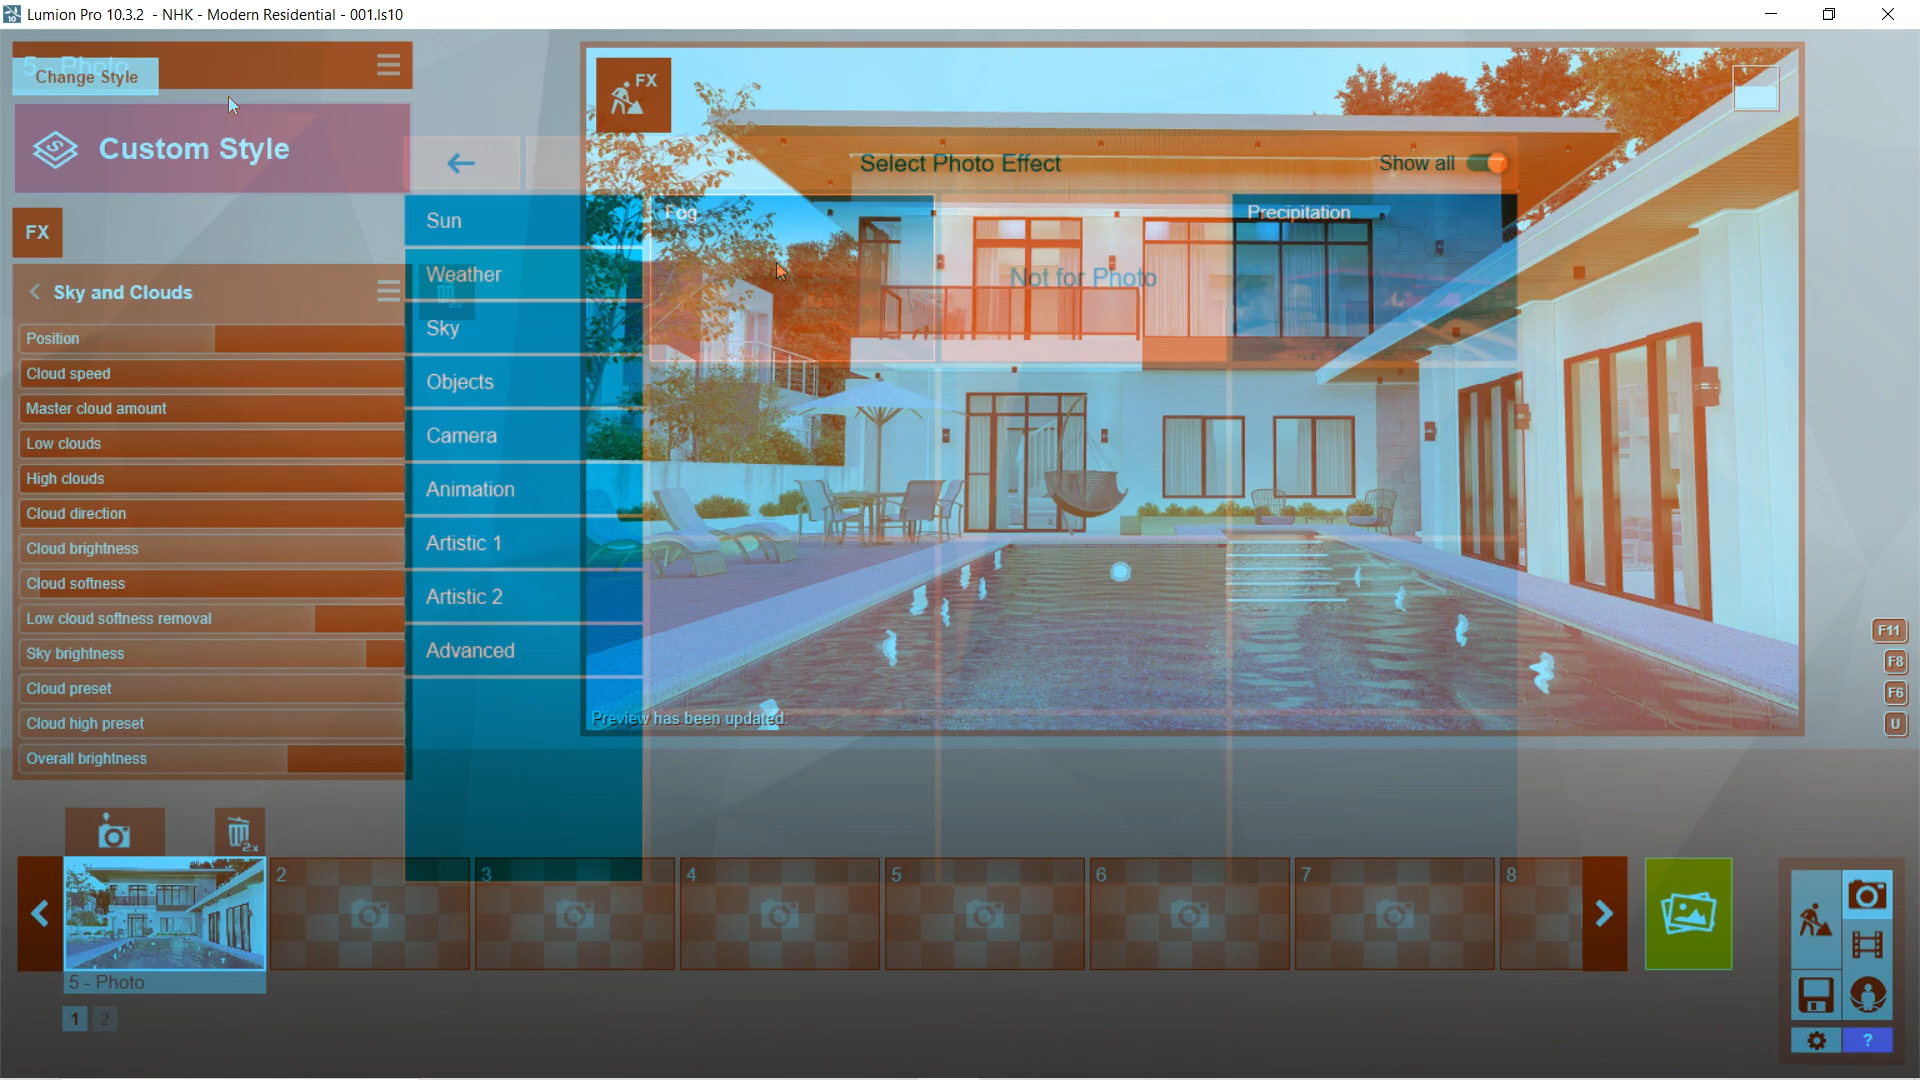 Lumion Pro 10.3.2 - NHK - Modern Residential - 001.ls10
5 - Photo
Change Style
Custom Style
FX
Select Photo Effect
Show all
Sun
Fog
Precipitation
FX
Weather
Not for Photo
Sky and Clouds
Sky
Position
Cloud speed
Objects
Master cloud amount
Low clouds
Camera
High clouds
Animation
Cloud direction
Cloud brightness
Artistic 1
Cloud softness
Artistic 2
Low cloud softness removal
Sky brightness
Advanced
Cloud preset
Cloud high preset
Overall brightness
Preview has been updated.
F11
F8
F6
U
2x
2x
2
3
4
5
6
7
8
5 - Photo
1
2
?